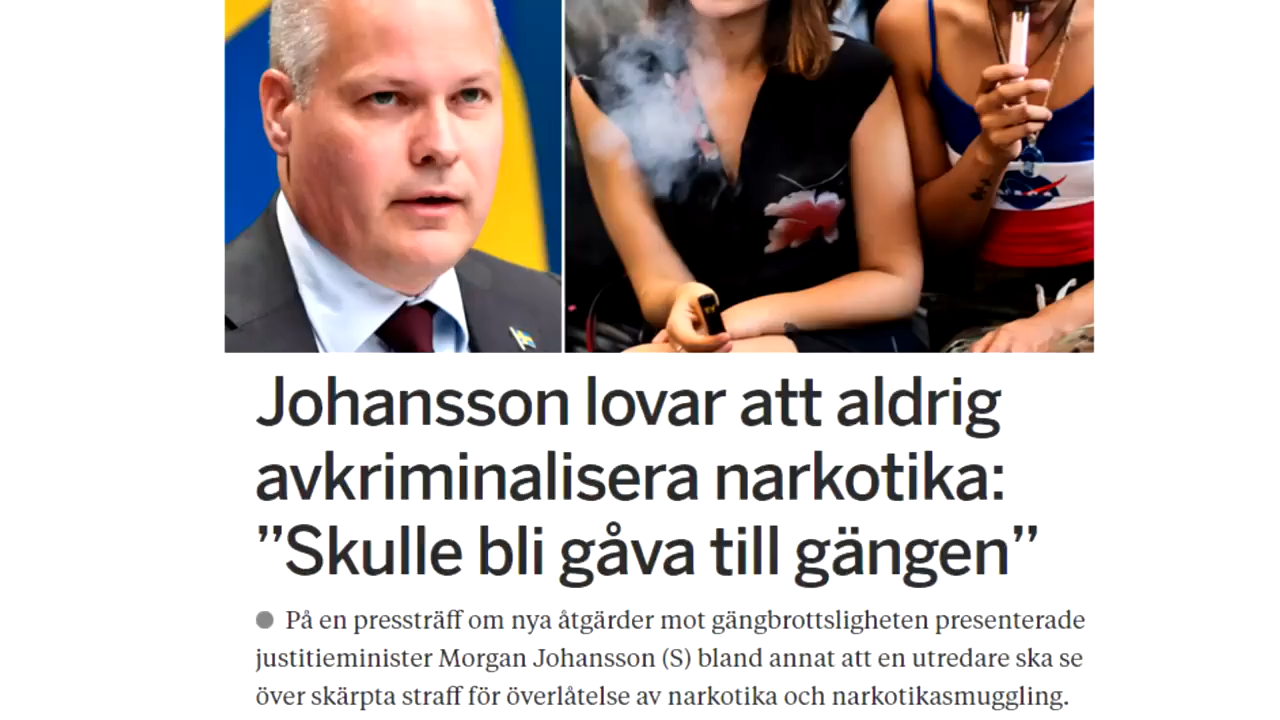 Johansson lovar att aldrig
avkriminalisera narkotika:
”Skulle bli gåva till gängen”
På en pressträff om nya åtgärder mot gängbrottsligheten presenterade
justitieminister Morgan Johansson (S) bland annat att en utredare ska se
över skärpta straff för överlåtelse av narkotika och narkotikasmuggling.